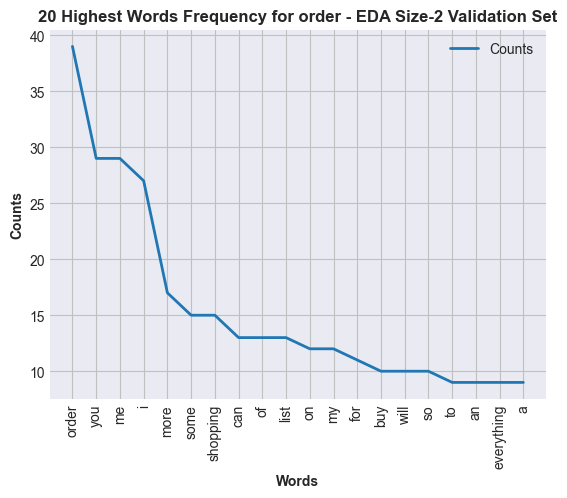 20 Highest Words Frequency for order - EDA Size-2 Validation Set
Counts
40
35
30
25
20
15
10
Counts
order
you
me
i
more
some
shopping
can
of
list
on
my
for
buy
will
so
to
an
everything
a
Words